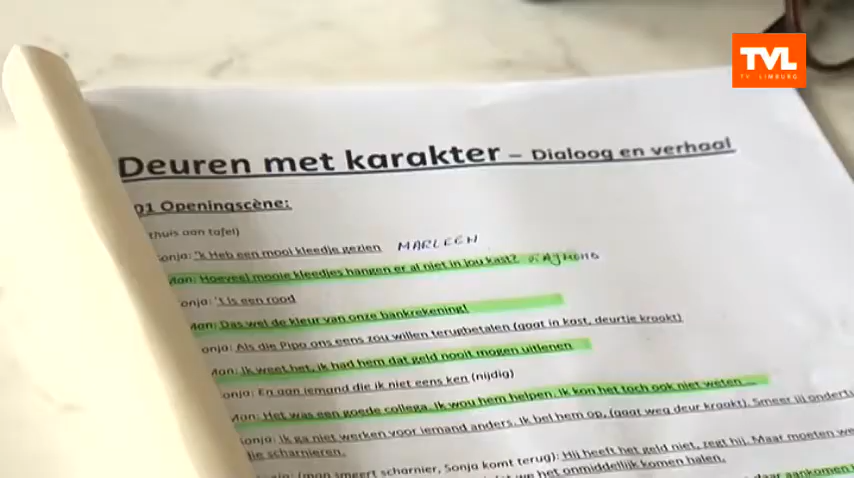 TVL
TV LIMBURG
Deuren met karakter – Dialoog en verhaal
01 Openingscène:
thuis aan tafel)
Sonja: 'k Heb een mooi kleedje gezien MARLEEN
Man: Hoeveel mooie kleedjes hangen er al niet in jou kast?
Sonja: 't is een rood
Man: Das wel de kleur van onze bankrekening!
Sonja: Als die Pipo ons eens zou willen terugbetalen (gaat in kast, deurtje kraakt)
Man: Ik weet het, ik had hem dat geld nooit mogen uitlenen
Sonja: En aan iemand die ik niet eens ken (nijdig)
Man: Het was een goede collega. Ik wou hem helpen. Ik kon het toch ook niet weten ...
Sonja: Ik ga niet werken voor iemand anders. Ik bel hem op. (gaat weg deur kraakt). Smeer jij
die scharnieren.
(man smeert scharnier, Sonja komt terug): Hij heeft het geld niet, zegt hij. Maar moeten we
het onmiddellijk komen halen.
daar aankomen